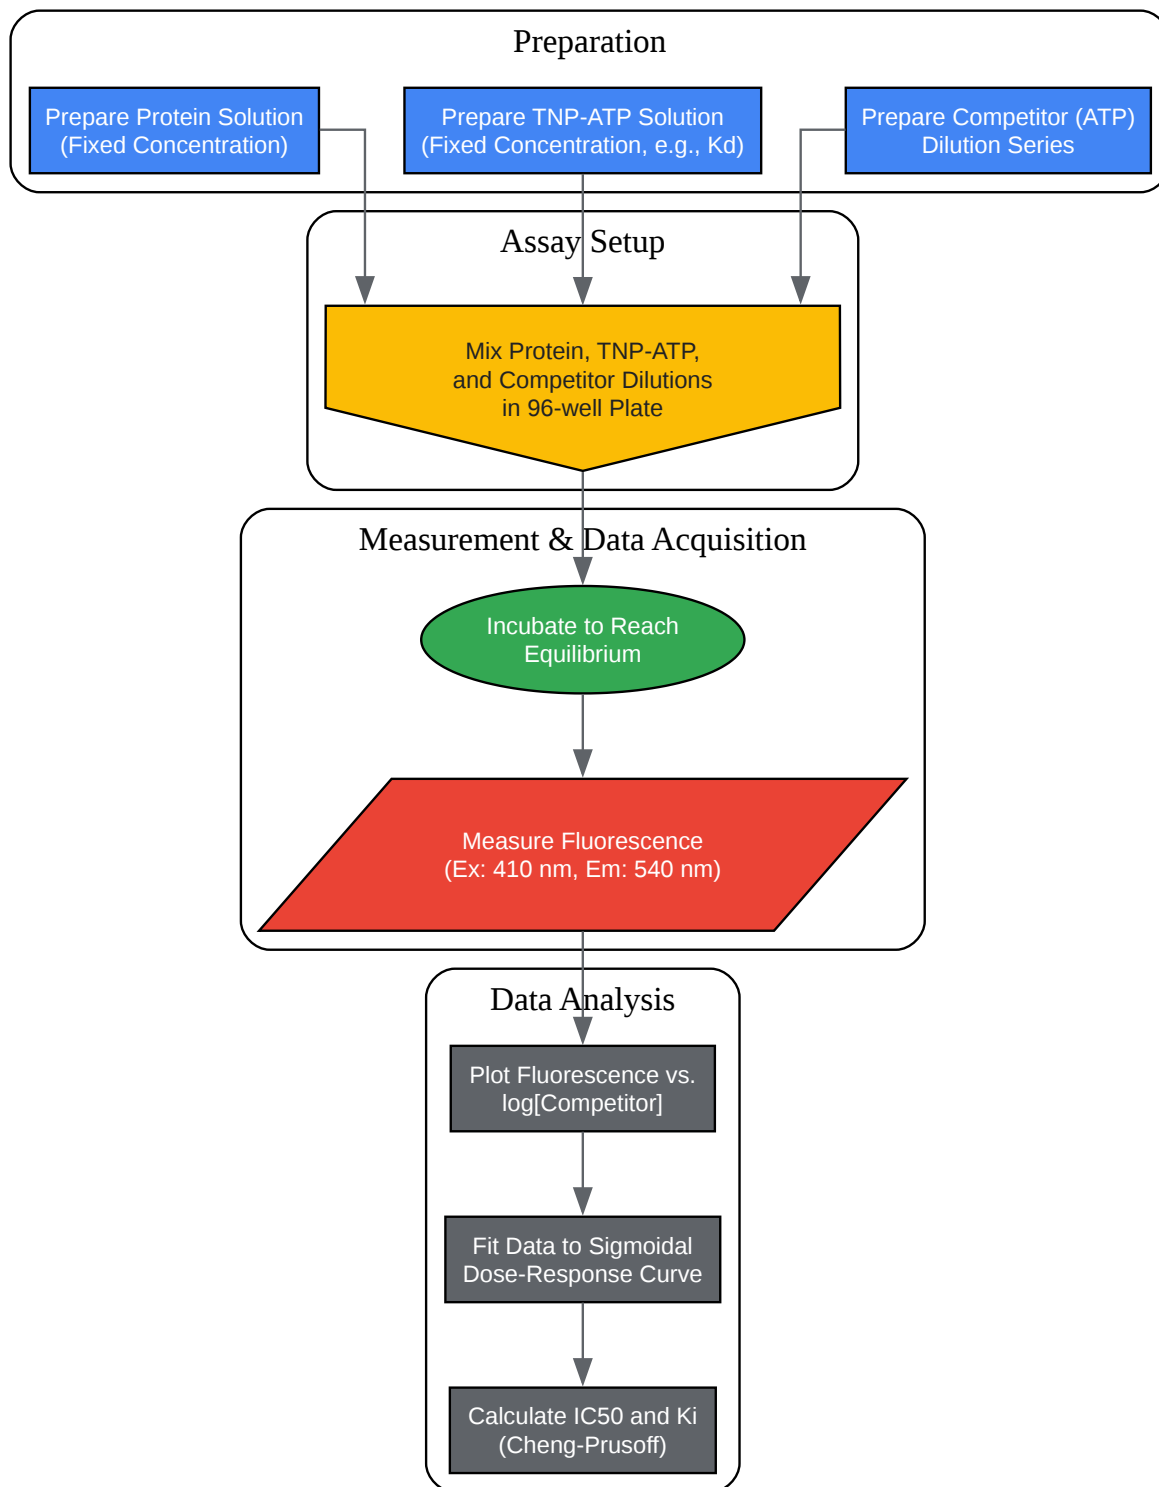 Preparation
Prepare Protein Solution
(Fixed Concentration)
Prepare TNP-ATP Solution
(Fixed Concentration, e.g., Kd)
Prepare Competitor (ATP)
Dilution Series
Assay Setup
Mix Protein, TNP-ATP,
and Competitor Dilutions
in 96-well Plate
Measurement & Data Acquisition
Incubate to Reach
Equilibrium
Measure Fluorescence
(Ex: 410 nm, Em: 540 nm)
Data Analysis
Plot Fluorescence vs.
log[Competitor]
Fit Data to Sigmoidal
Dose-Response Curve
Calculate IC50 and Ki
(Cheng-Prusoff)